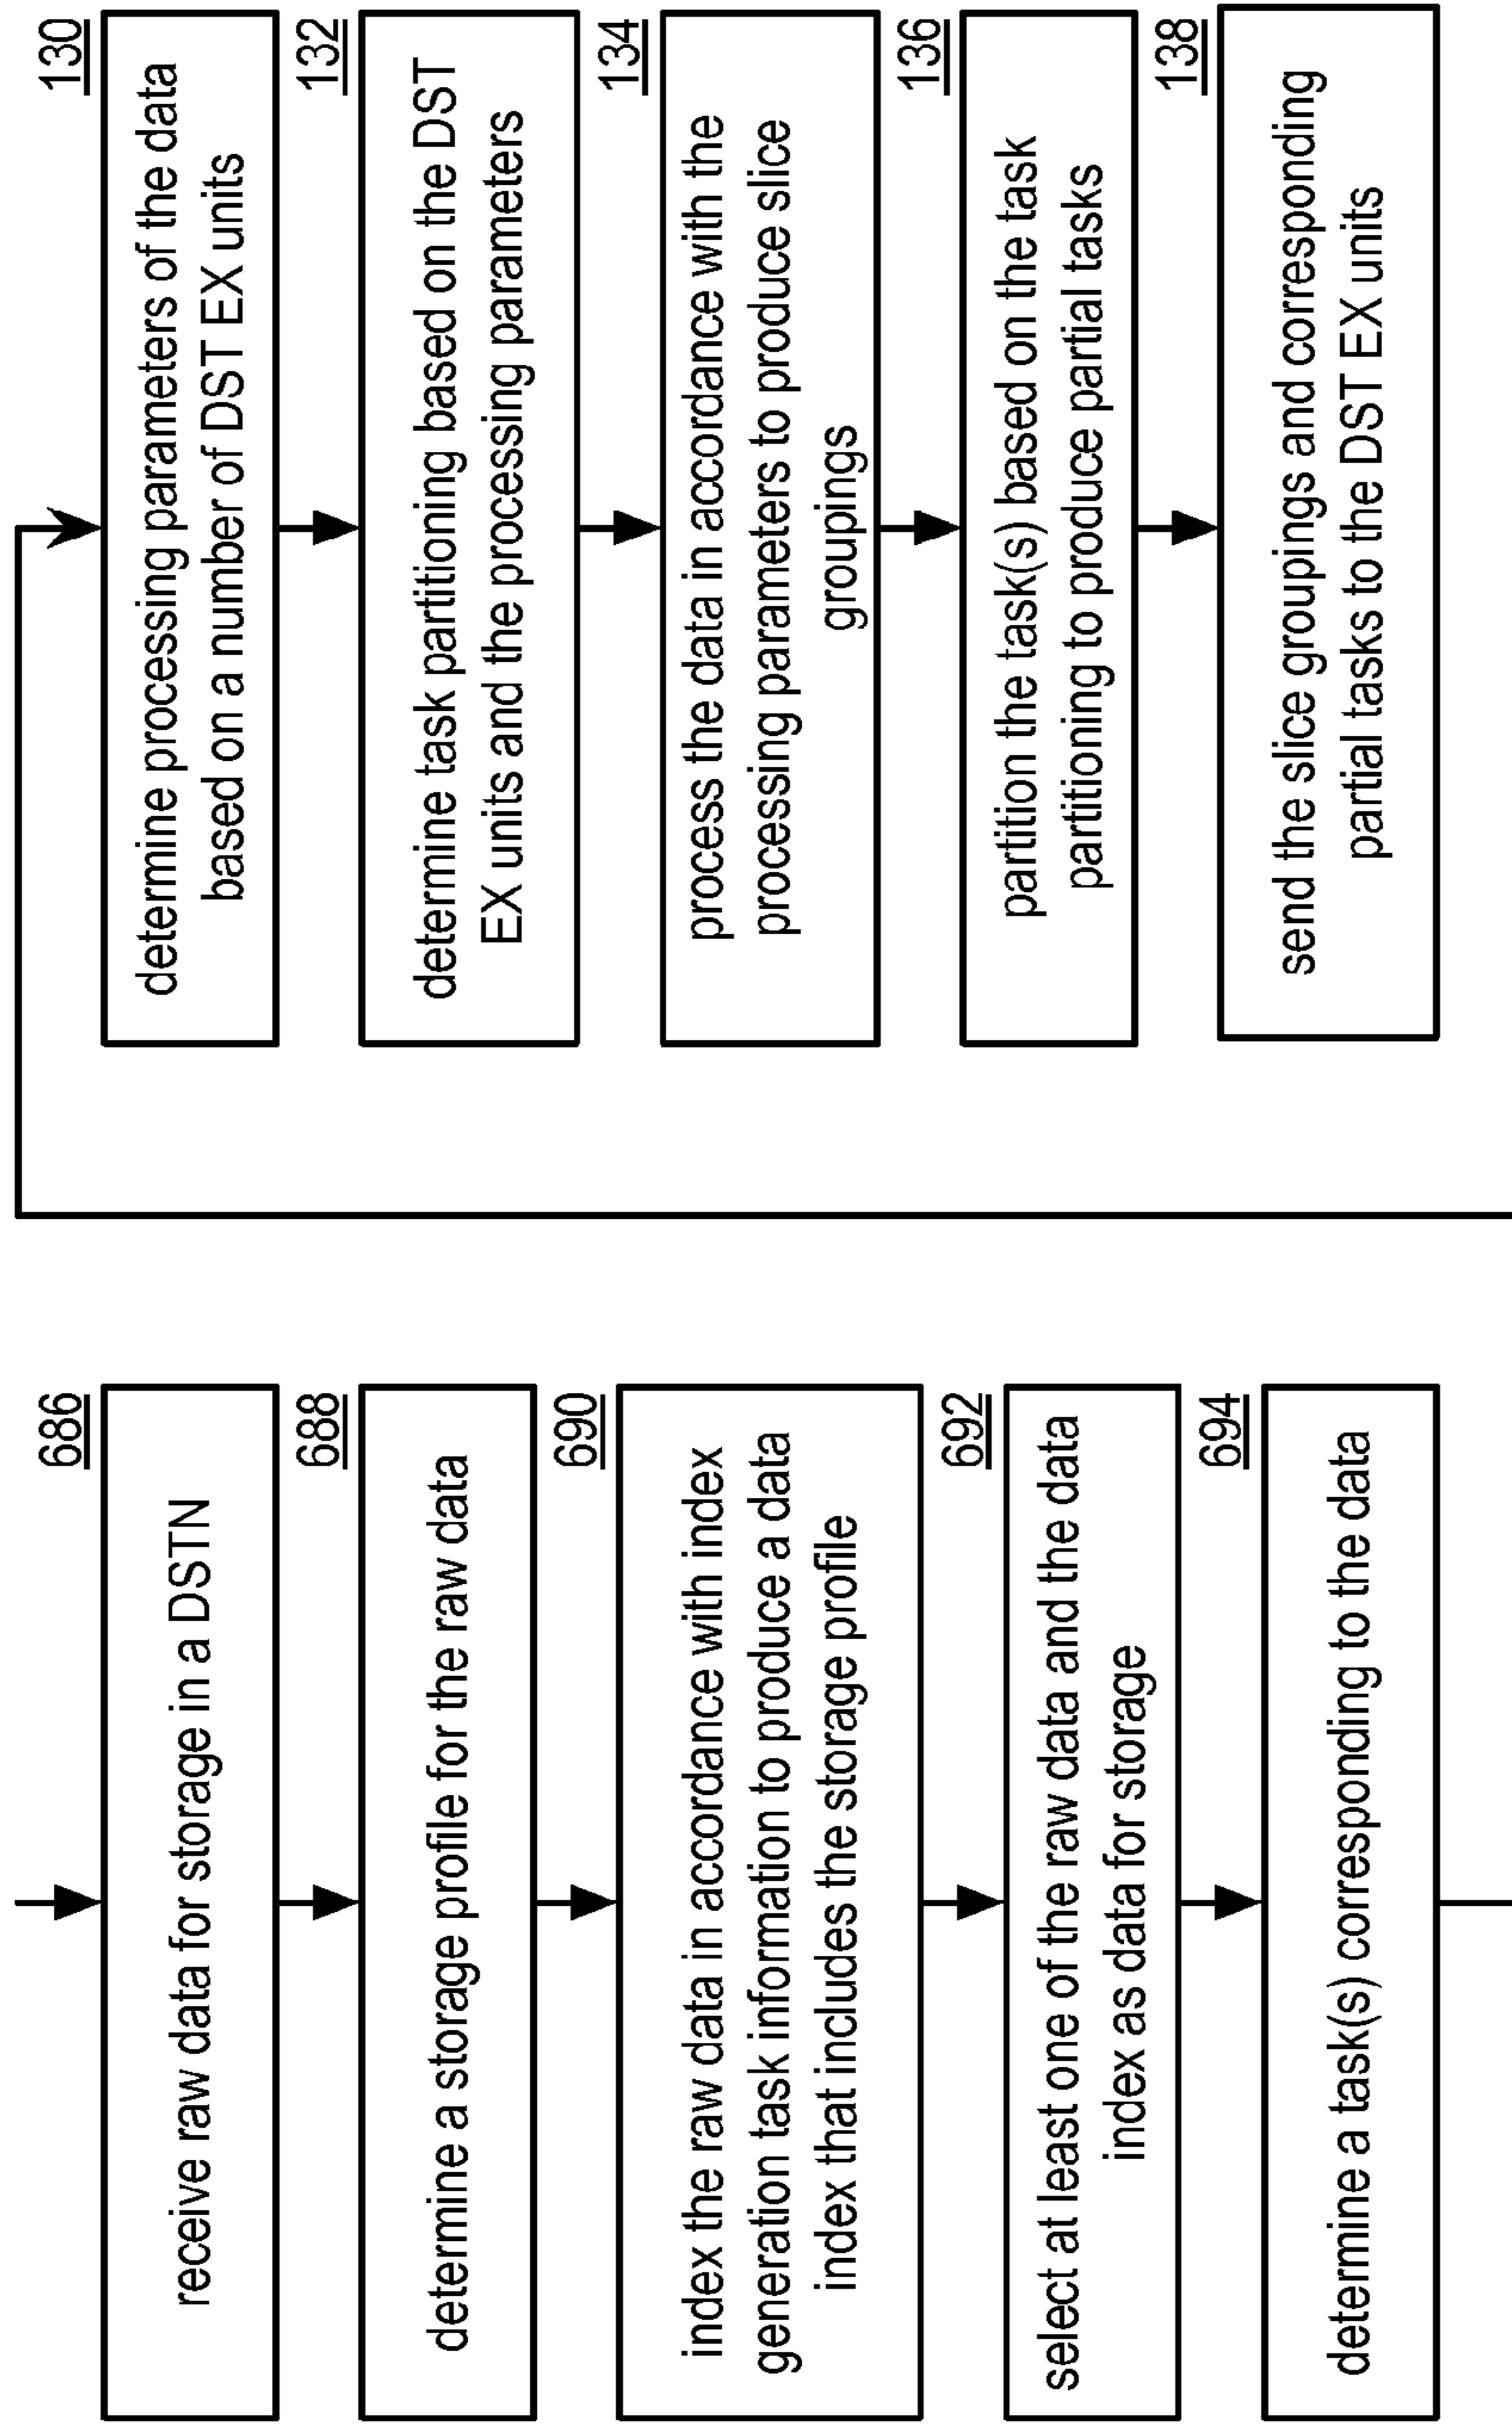 686
receive raw data for storage in a DSTN
688
determine a storage profile for the raw data
690
index the raw data in accordance with index
generation task information to produce a data
index that includes the storage profile
692
select at least one of the raw data and the data
index as data for storage
694
determine a task(s) corresponding to the data
130
determine processing parameters of the data
based on a number of DST EX units
132
determine task partitioning based on the DST
EX units and the processing parameters
134
process the data in accordance with the
processing parameters to produce slice
groupings
136
partition the task(s) based on the task
partitioning to produce partial tasks
138
send the slice groupings and corresponding
partial tasks to the DST EX units